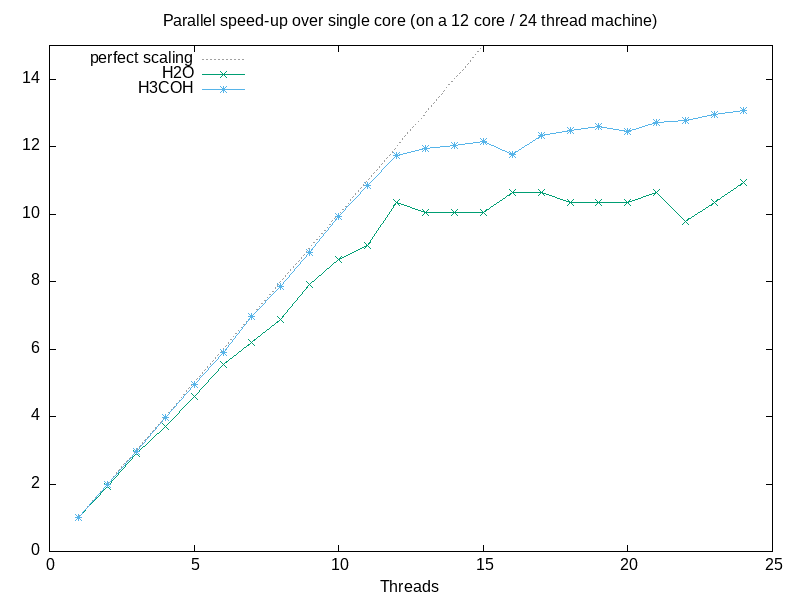 Parallel speed-up over single core (on a 12 core / 24 thread machine)
perfect scaling
H2O
H3COH
14
12
10
8
6
4
2
0
0 5 10 15 20 25
Threads